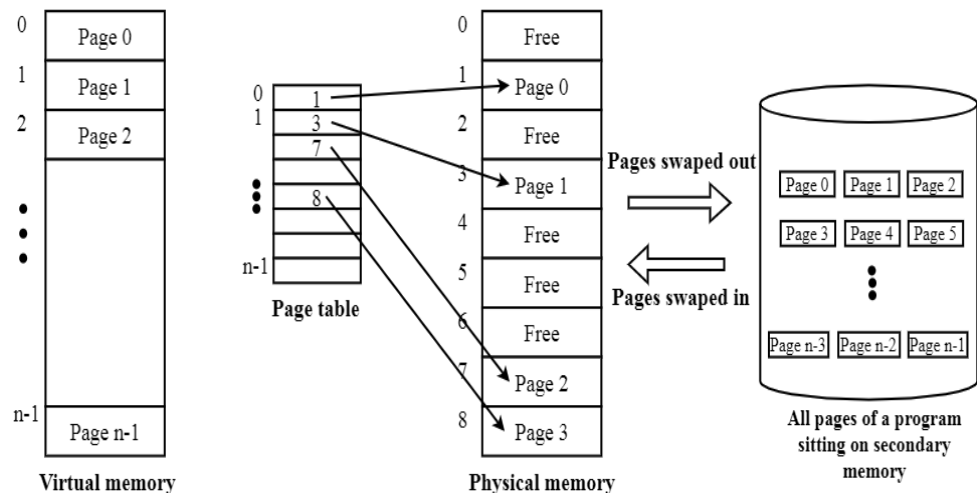 0
Page 0
1
Page 1
2
Page 2
n-1
Page n-1
Virtual memory
0
1
1
3
7
8
n-1
Page table
0
Free
1
Page 0
2
Free
3
Page 1
4
Free
5
Free
6
Free
7
Page 2
8
Page 3
Physical memory
Pages swaped out
Pages swaped in
Page 0 Page 1 Page 2
Page 3 Page 4 Page 5
Page n-3 Page n-2 Page n-1
All pages of a program
sitting on secondary
memory